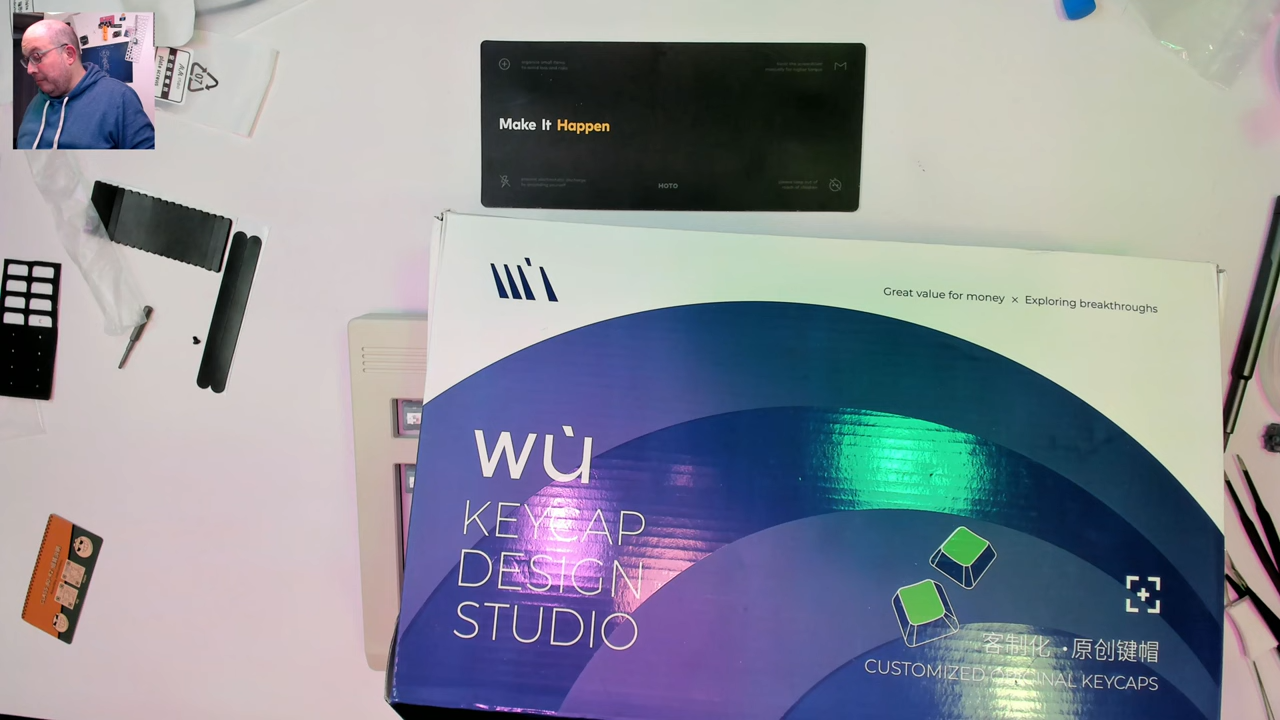 Make It Happen
HOTO
Great value for money × Exploring breakthroughs
wù
KEYCAP
DESIGN
STUDIO
客制化·原创键帽
CUSTOMIZED ORIGINAL KEYCAPS